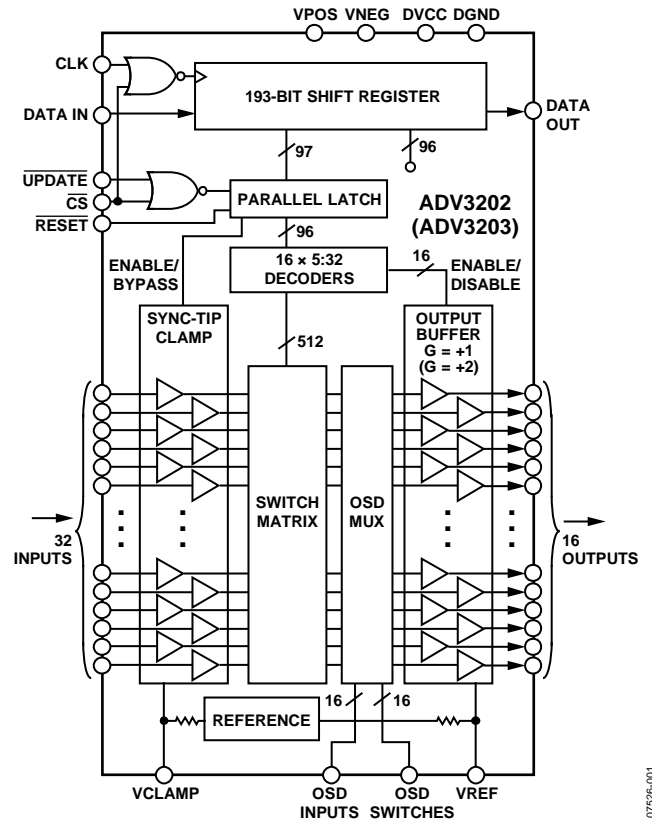 VPOS VNEG DVCC DGND
CLK
193-BIT SHIFT REGISTER
DATA IN
DATA
OUT
97
96
UPDATE
CS
RESET
PARALLEL LATCH
ADV3202
(ADV3203)
96
ENABLE/
BYPASS
16 × 5:32
DECODERS
16
ENABLE/
DISABLE
SYNC-TIP
CLAMP
OUTPUT
BUFFER
G = +1
(G = +2)
512
SWITCH
MATRIX
OSD
MUX
32
INPUTS
16
OUTPUTS
16
16
REFERENCE
VCLAMP
OSD
INPUTS
OSD
SWITCHES
VREF
07526-001